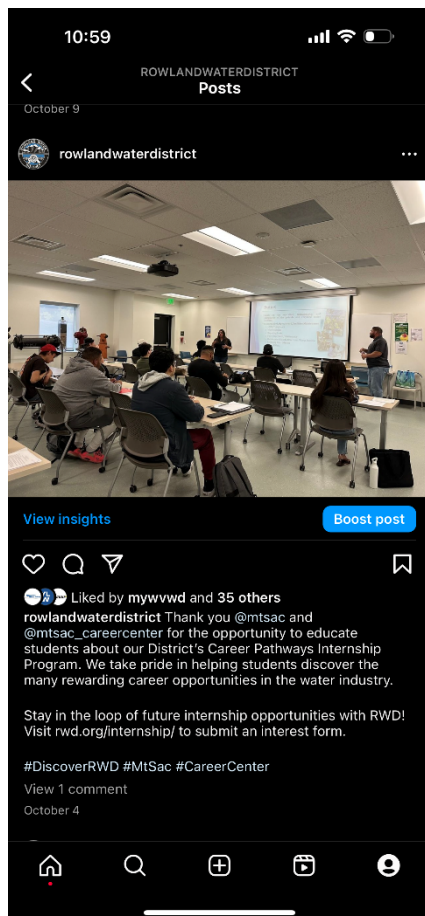 10:59
ROWLANDWATERDISTRICT
Posts
October 9
rowlandwaterdistrict
View insights
Boost post
Liked by mywvwd and 35 others
rowlandwaterdistrict Thank you @mtsac and
@mtsac_careercenter for the opportunity to educate
students about our District's Career Pathways Internship
Program. We take pride in helping students discover the
many rewarding career opportunities in the water industry.
Stay in the loop of future internship opportunities with RWD!
Visit rwd.org/internship/ to submit an interest form.
#DiscoverRWD #MtSac #CareerCenter
View 1 comment
October 4